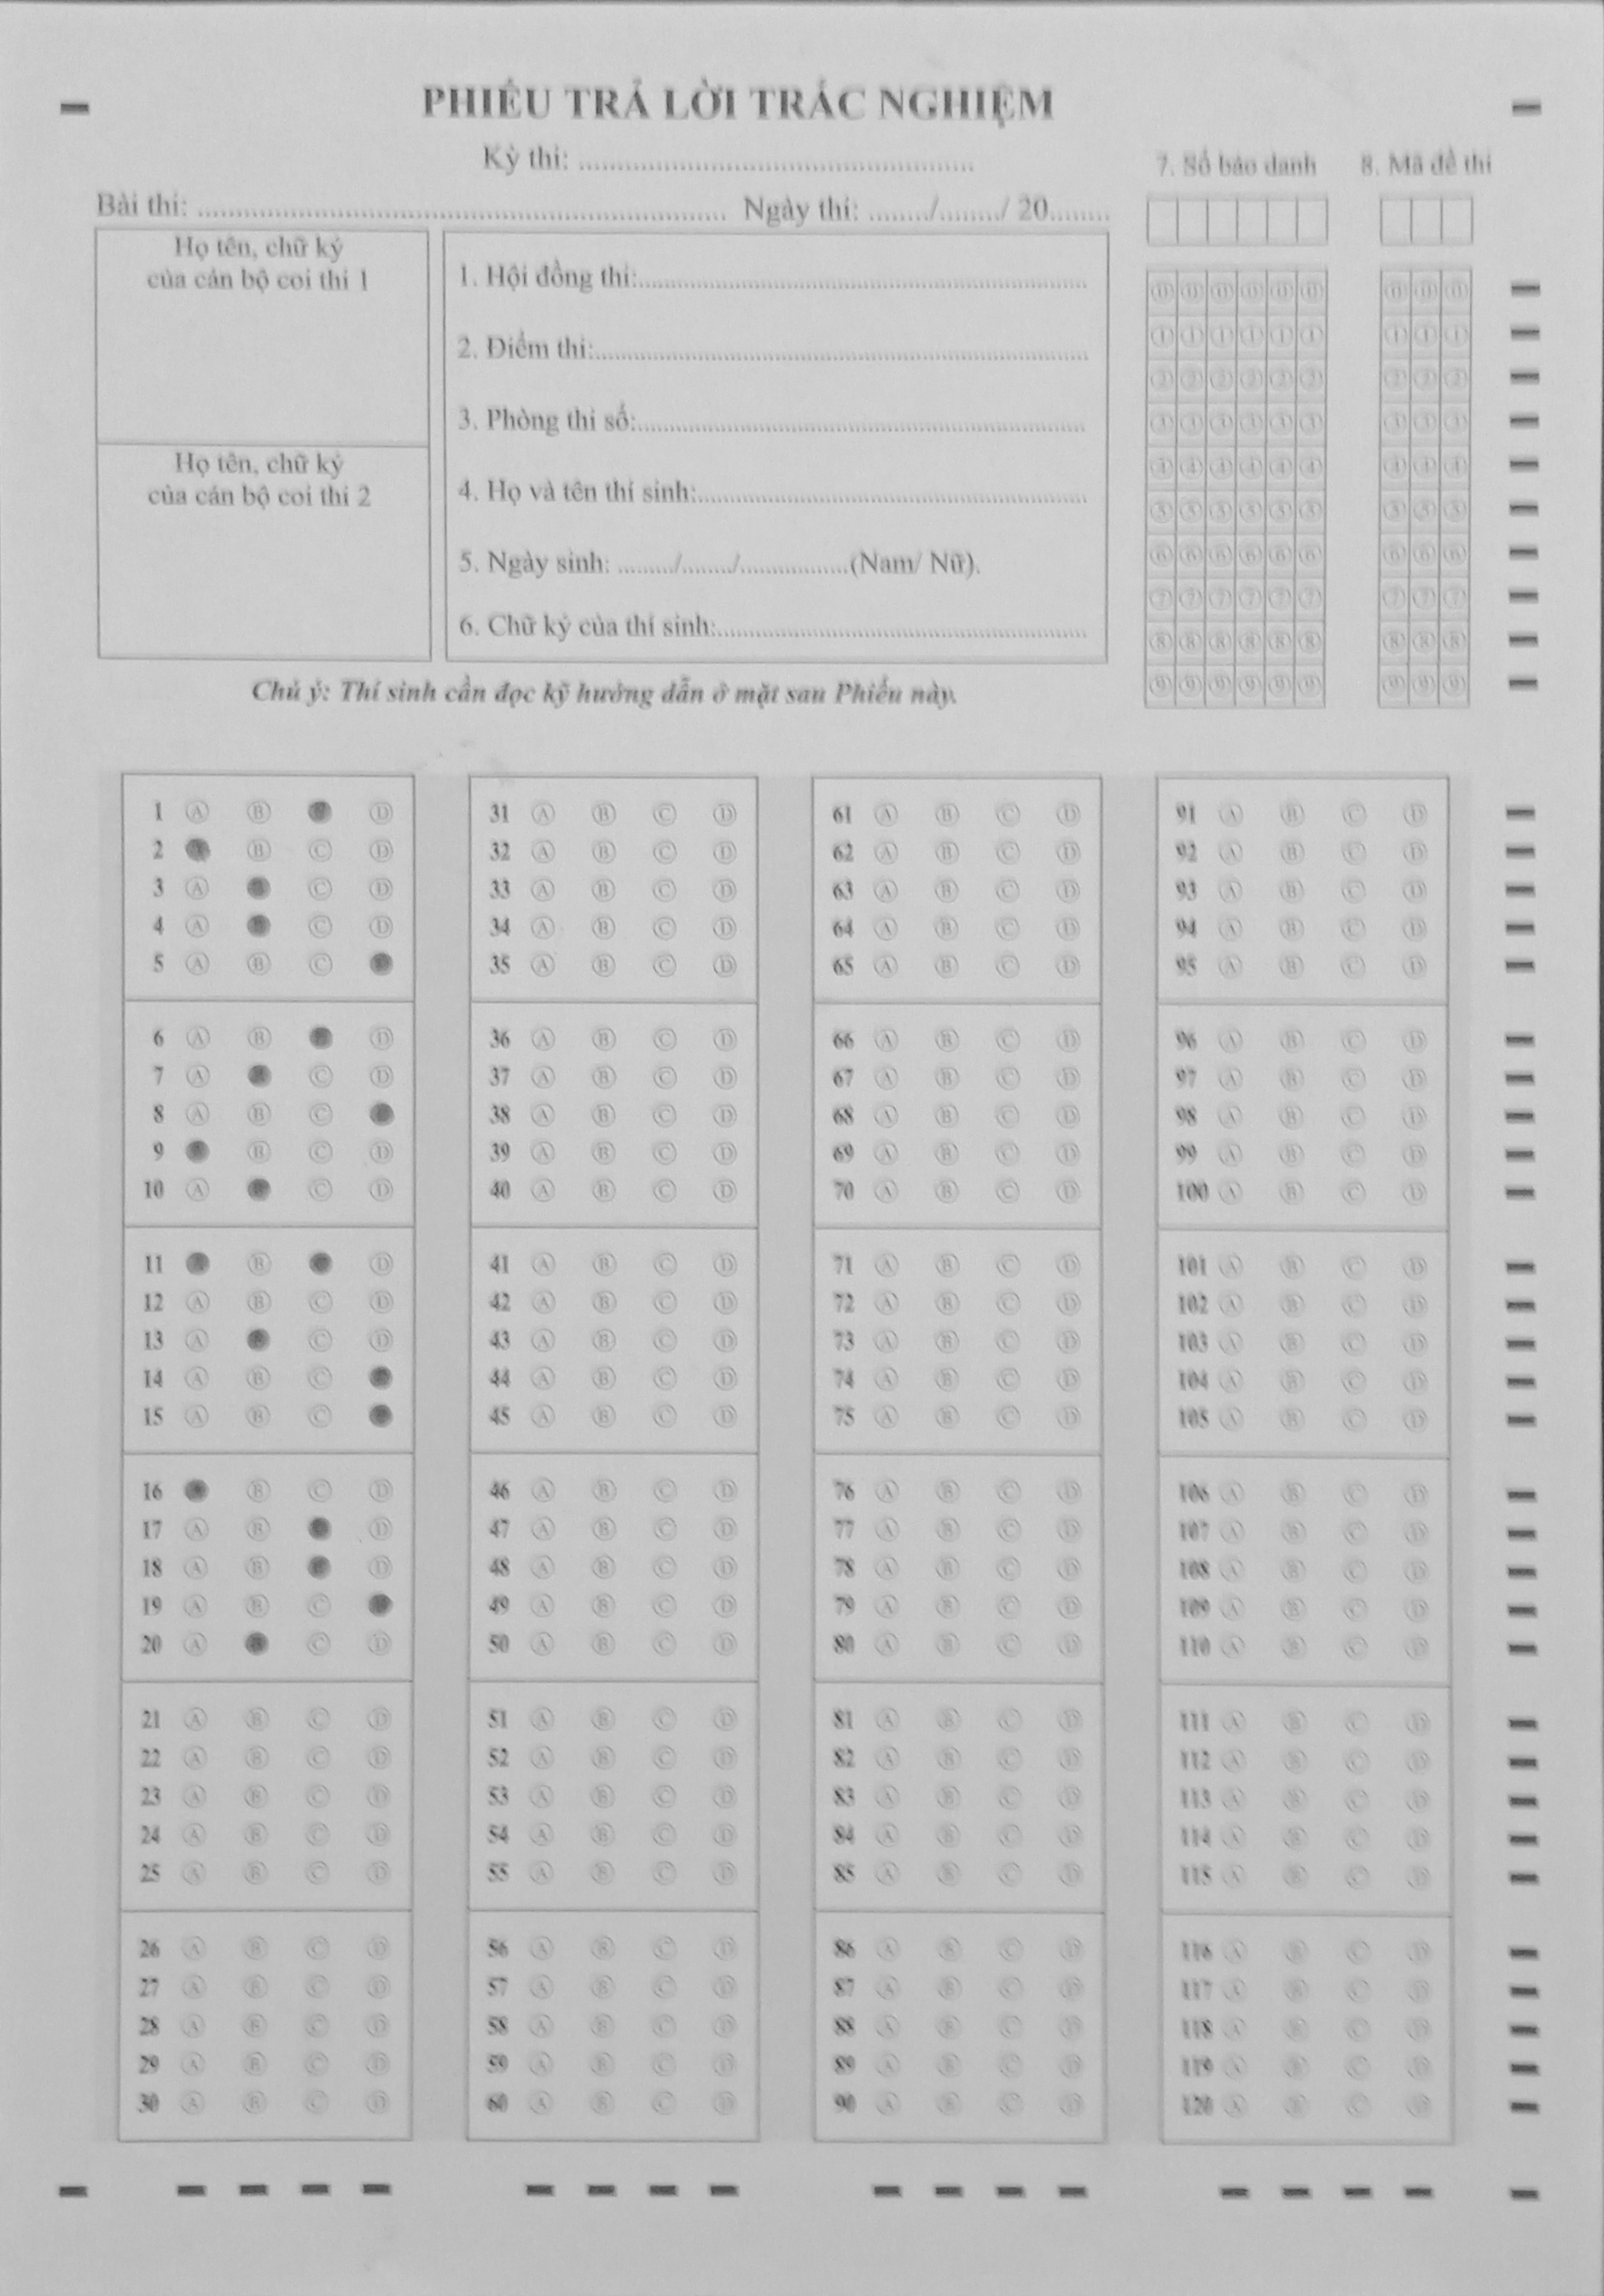 PHIẾU TRẢ LỜI TRẮC NGHIỆM
Kỳ thi: ..................................................
Bài thi: .................................................................... Ngày thi: ......../......../ 20........
7. Số báo danh
8. Mã đề thi
Họ tên, chữ ký
của cán bộ coi thi 1
Họ tên, chữ ký
của cán bộ coi thi 2
1. Hội đồng thi:..........................................................................
2. Điểm thi:.................................................................................
3. Phòng thi số:..........................................................................
4. Họ và tên thí sinh:................................................................
5. Ngày sinh: ........./......../.................(Nam/ Nữ).
6. Chữ ký của thí sinh:.............................................................
0 0 0 0 0 0 0 0 0
1 1 1 1 1 1 1 1 1
2 2 2 2 2 2 2 2 2
3 3 3 3 3 3 3 3 3
4 4 4 4 4 4 4 4 4
5 5 5 5 5 5 5 5 5
6 6 6 6 6 6 6 6 6
7 7 7 7 7 7 7 7 7
8 8 8 8 8 8 8 8 8
9 9 9 9 9 9 9 9 9
Chú ý: Thí sinh cần đọc kỹ hướng dẫn ở mặt sau Phiếu này.
1 A B D
2 B C D
3 A C D
4 A C D
5 A B C
6 A B D
7 A C D
8 A B C
9 B C D
10 A C D
11 B D
12 A B C D
13 A C D
14 A B C
15 A B C
16 B C D
17 A B D
18 A B D
19 A B C
20 A C D
21 A B C D
22 A B C D
23 A B C D
24 A B C D
25 A B C D
26 A B C D
27 A B C D
28 A B C D
29 A B C D
30 A B C D
31 A B C D
32 A B C D
33 A B C D
34 A B C D
35 A B C D
36 A B C D
37 A B C D
38 A B C D
39 A B C D
40 A B C D
41 A B C D
42 A B C D
43 A B C D
44 A B C D
45 A B C D
46 A B C D
47 A B C D
48 A B C D
49 A B C D
50 A B C D
51 A B C D
52 A B C D
53 A B C D
54 A B C D
55 A B C D
56 A B C D
57 A B C D
58 A B C D
59 A B C D
60 A B C D
61 A B C D
62 A B C D
63 A B C D
64 A B C D
65 A B C D
66 A B C D
67 A B C D
68 A B C D
69 A B C D
70 A B C D
71 A B C D
72 A B C D
73 A B C D
74 A B C D
75 A B C D
76 A B C D
77 A B C D
78 A B C D
79 A B C D
80 A B C D
81 A B C D
82 A B C D
83 A B C D
84 A B C D
85 A B C D
86 A B C D
87 A B C D
88 A B C D
89 A B C D
90 A B C D
91 A B C D
92 A B C D
93 A B C D
94 A B C D
95 A B C D
96 A B C D
97 A B C D
98 A B C D
99 A B C D
100 A B C D
101 A B C D
102 A B C D
103 A B C D
104 A B C D
105 A B C D
106 A B C D
107 A B C D
108 A B C D
109 A B C D
110 A B C D
111 A B C D
112 A B C D
113 A B C D
114 A B C D
115 A B C D
116 A B C D
117 A B C D
118 A B C D
119 A B C D
120 A B C D